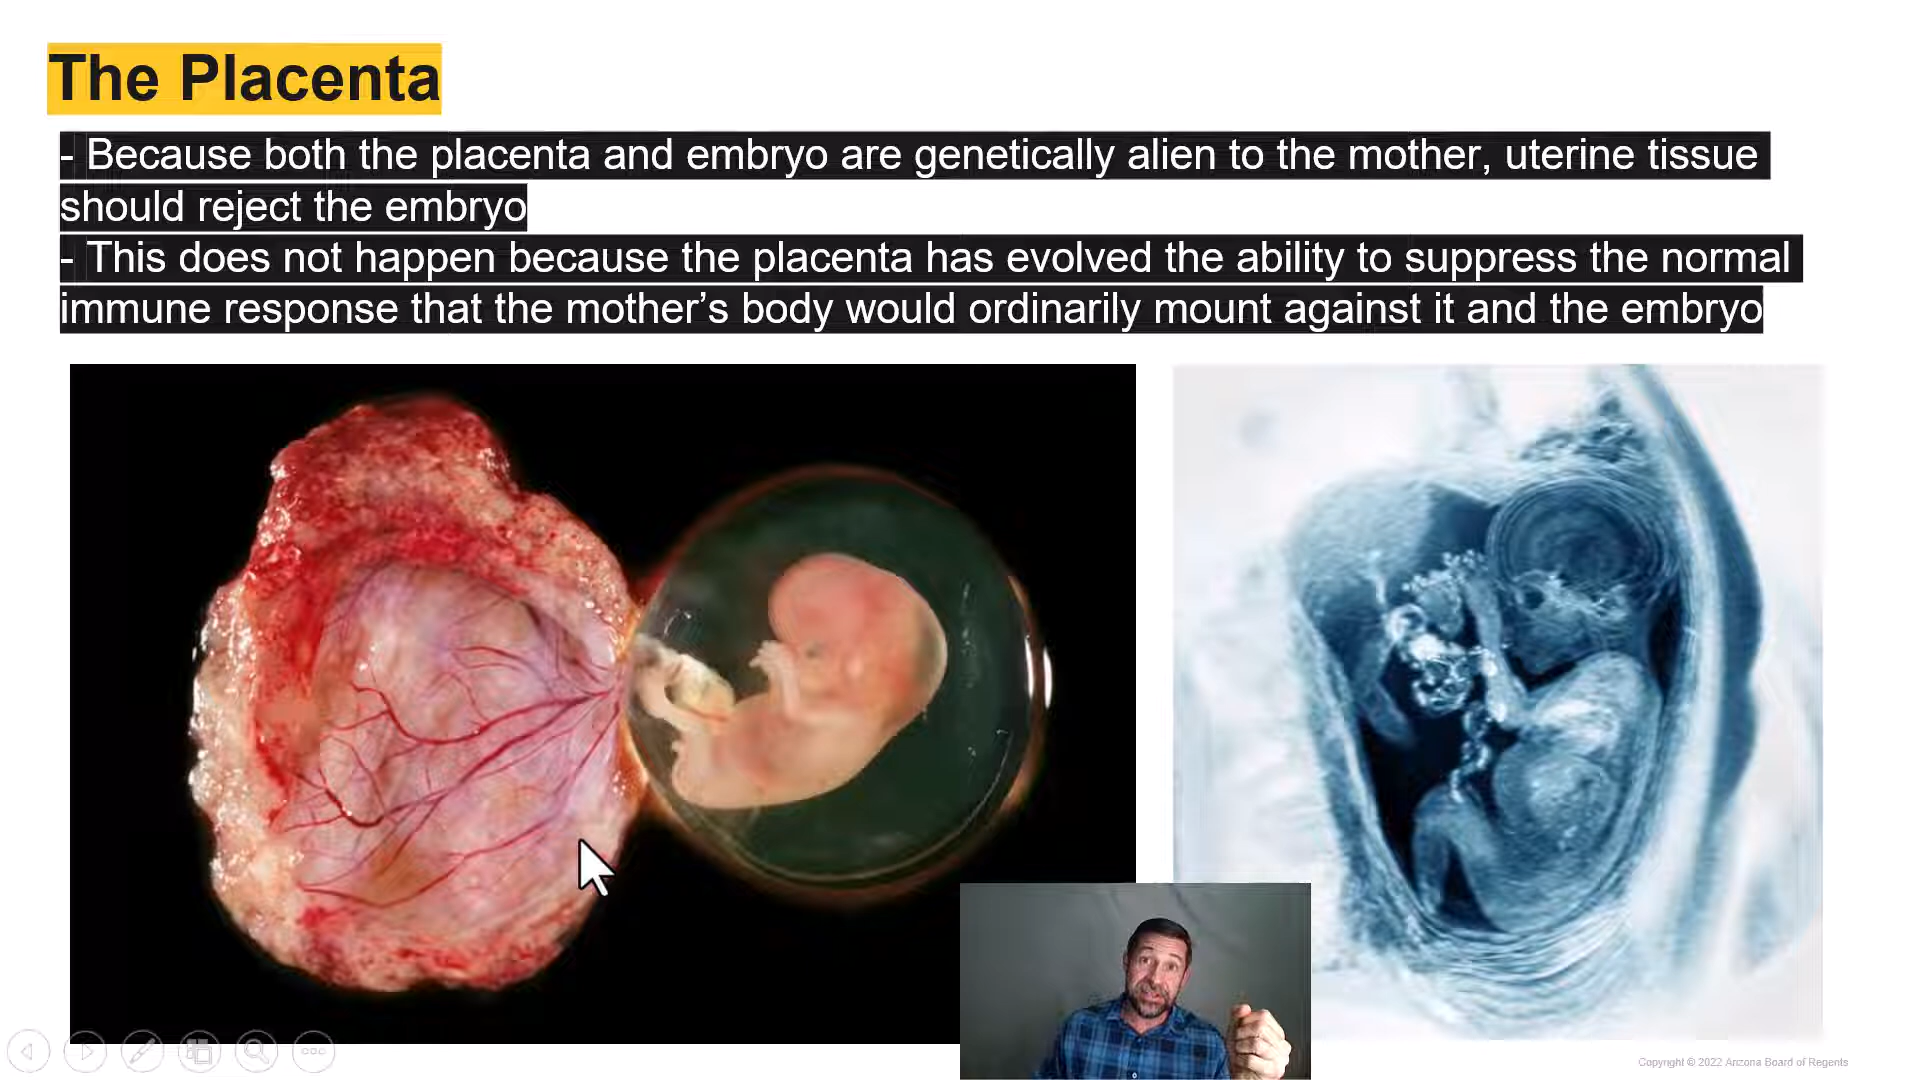 The Placenta
- Because both the placenta and embryo are genetically alien to the mother, uterine tissue
should reject the embryo
- This does not happen because the placenta has evolved the ability to suppress the normal
immune response that the mother’s body would ordinarily mount against it and the embryo
Copyright © 2022 Arizona Board of Regents